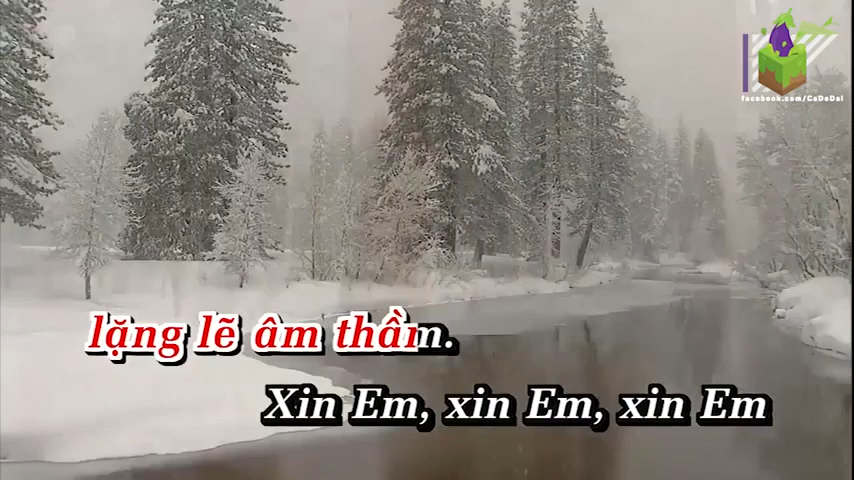 facebook.com/CaDeDai
lặng lẽ âm thầm.
Xin Em, xin Em, xin Em